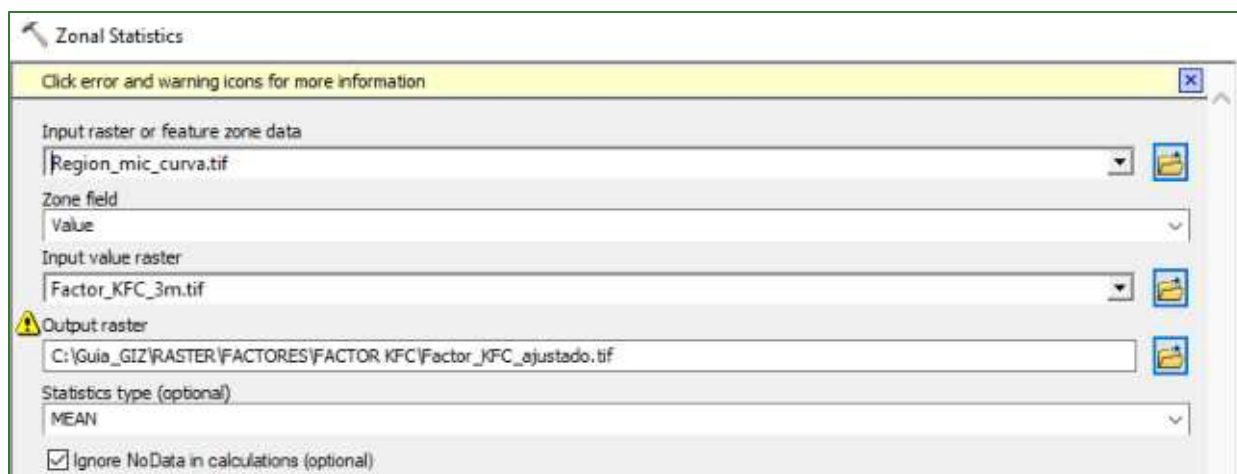 Zonal Statistics
Click error and warning icons for more information
Input raster or feature zone data
Region_mic_curva.tif
Zone field
Value
Input value raster
Factor_KFC_3m.tif
Output raster
C:\Guia_GIZ\RASTER\FACTORES\FACTOR KFC\Factor_KFC_ajustado.tif
Statistics type (optional)
MEAN
Ignore NoData in calculations (optional)